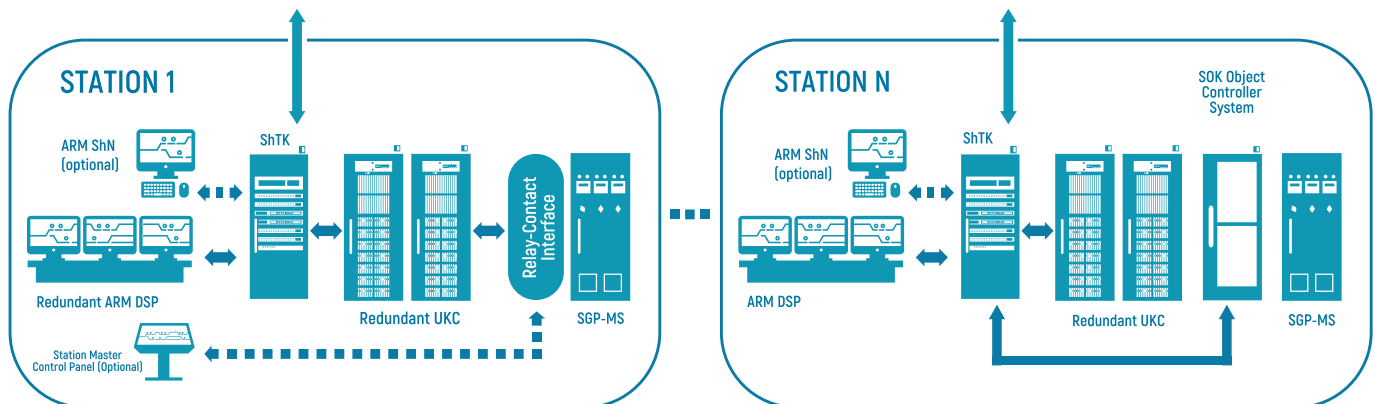 STATION 1
ARM ShN
(optional)
ShTK
Relay-Contact
Interface
Redundant ARM DSP
Redundant UKC
SGP-MS
Station Master
Control Panel (Optional)
STATION N
SOK Object
Controller
System
ARM ShN
(optional)
ShTK
ARM DSP
Redundant UKC
SGP-MS